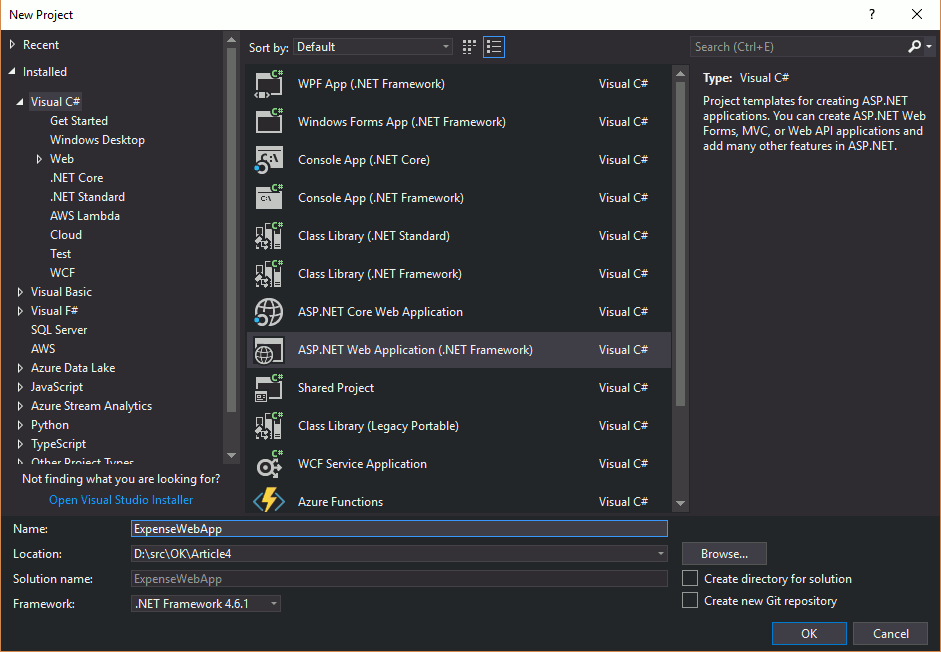 New Project
?
Recent
Installed
Visual C#
Get Started
Windows Desktop
Web
.NET Core
.NET Standard
AWS Lambda
Cloud
Test
WCF
Visual Basic
Visual F#
SQL Server
AWS
Azure Data Lake
JavaScript
Azure Stream Analytics
Python
TypeScript
Other Project Types
Not finding what you are looking for?
Open Visual Studio Installer
Sort by: Default
WPF App (.NET Framework) Visual C#
Windows Forms App (.NET Framework) Visual C#
Console App (.NET Core) Visual C#
Console App (.NET Framework) Visual C#
Class Library (.NET Standard) Visual C#
Class Library (.NET Framework) Visual C#
ASP.NET Core Web Application Visual C#
ASP.NET Web Application (.NET Framework) Visual C#
Shared Project Visual C#
Class Library (Legacy Portable) Visual C#
WCF Service Application Visual C#
Azure Functions Visual C#
Search (Ctrl+E)
Type: Visual C#
Project templates for creating ASP.NET
applications. You can create ASP.NET Web
Forms, MVC, or Web API applications and
add many other features in ASP.NET.
Name: ExpenseWebApp
Location: D:\src\OK\Article4
Browse...
Solution name: ExpenseWebApp
Create directory for solution
Framework: .NET Framework 4.6.1
Create new Git repository
OK
Cancel